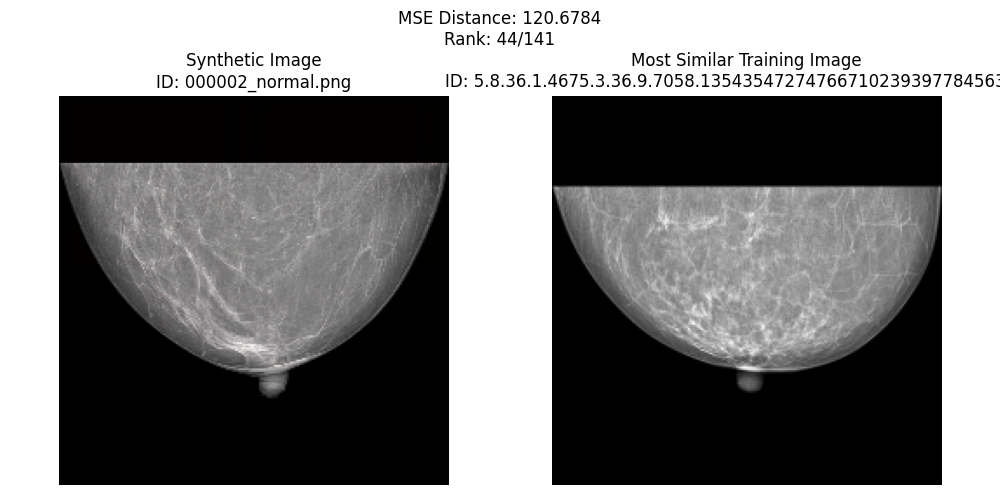 MSE Distance: 120.6784
Rank: 44/141
Synthetic Image
ID: 000002_normal.png
Most Similar Training Image
ID: 5.8.36.1.4675.3.36.9.7058.13543547274766710239397784563